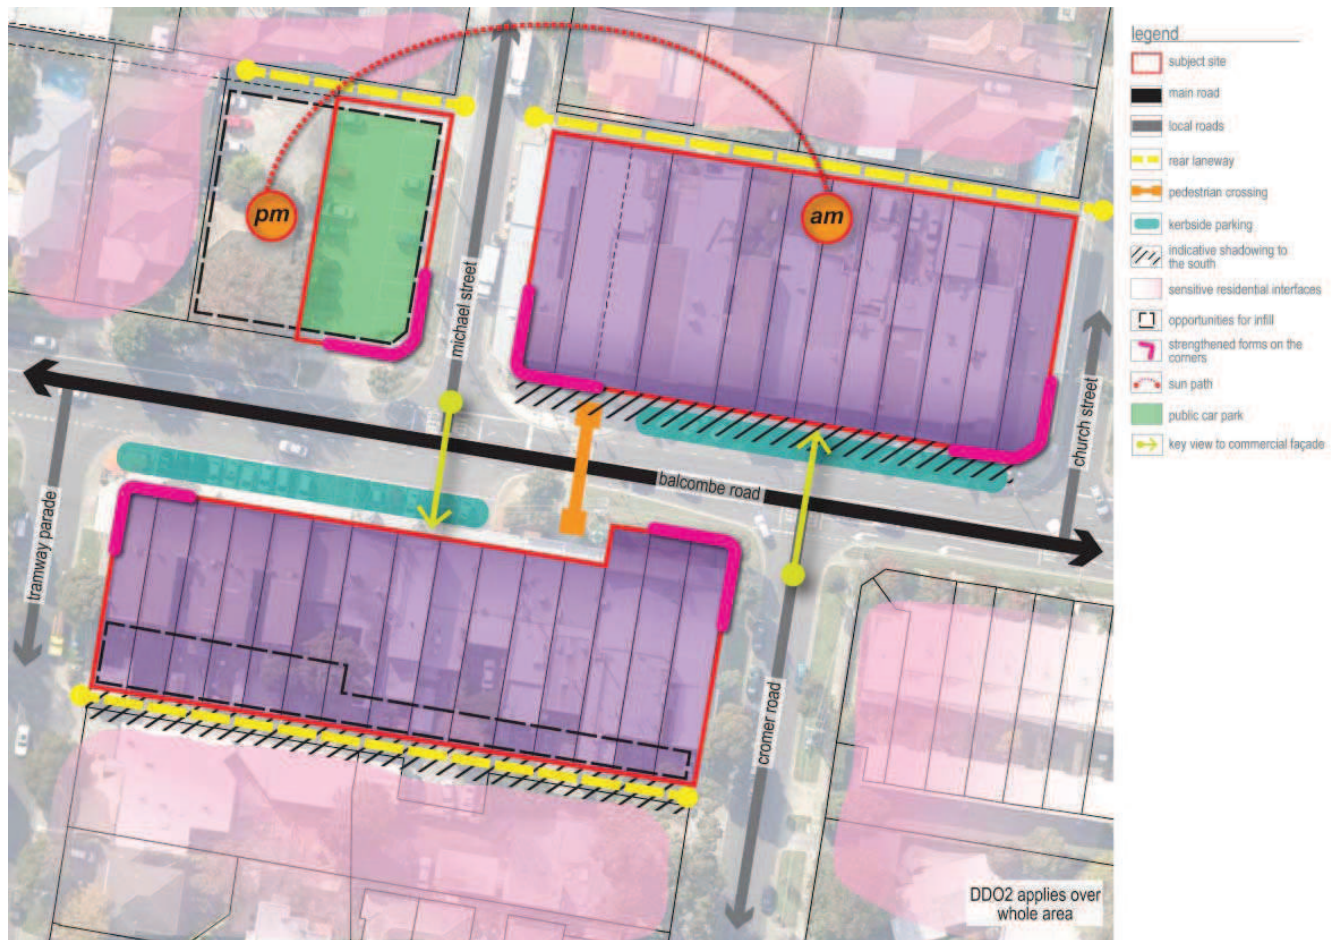 legend
subject site
main road
local roads
rear laneway
pedestrian crossing
kerbside parking
indicative shadowing to
the south
sensitive residential interfaces
opportunities for infill
strengthened forms on the
corners
sun path
public car park
key view to commercial façade
pm
am
michael street
church street
balcombe road
tramway parade
cromer road
DDO2 applies over
whole area